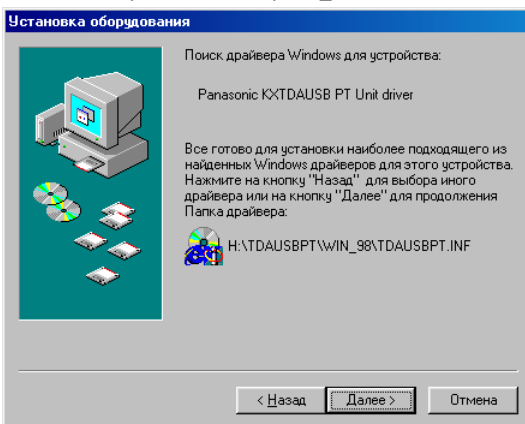 Установка оборудования
Поиск драйвера Windows для устройства:
Panasonic KXTDAUSB PT Unit driver
Все готово для установки наиболее подходящего из
найденных Windows драйверов для этого устройства.
Нажмите на кнопку "Назад" для выбора иного
драйвера или на кнопку "Далее" для продолжения
Папка драйвера:
H:\TDAUSBPT\WIN_98\TDAUSBPT.INF
< Назад Далее > Отмена